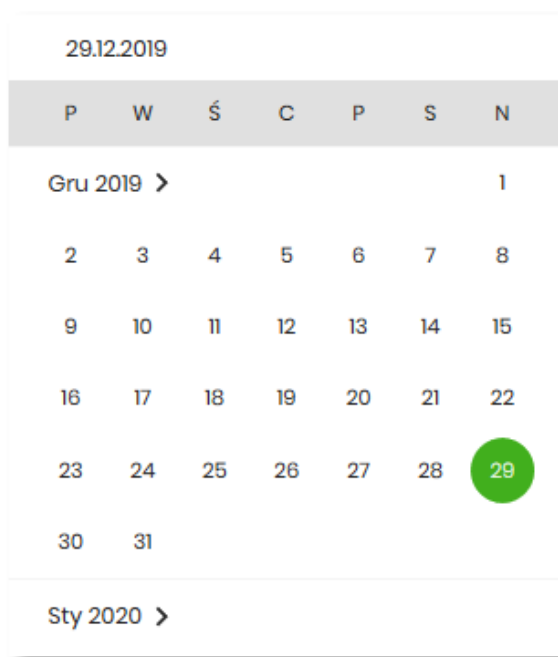 29.12.2019
P W Ś C P S N
Gru 2019 1
2 3 4 5 6 7 8
9 10 11 12 13 14 15
16 17 18 19 20 21 22
23 24 25 26 27 28 29
30 31
Sty 2020